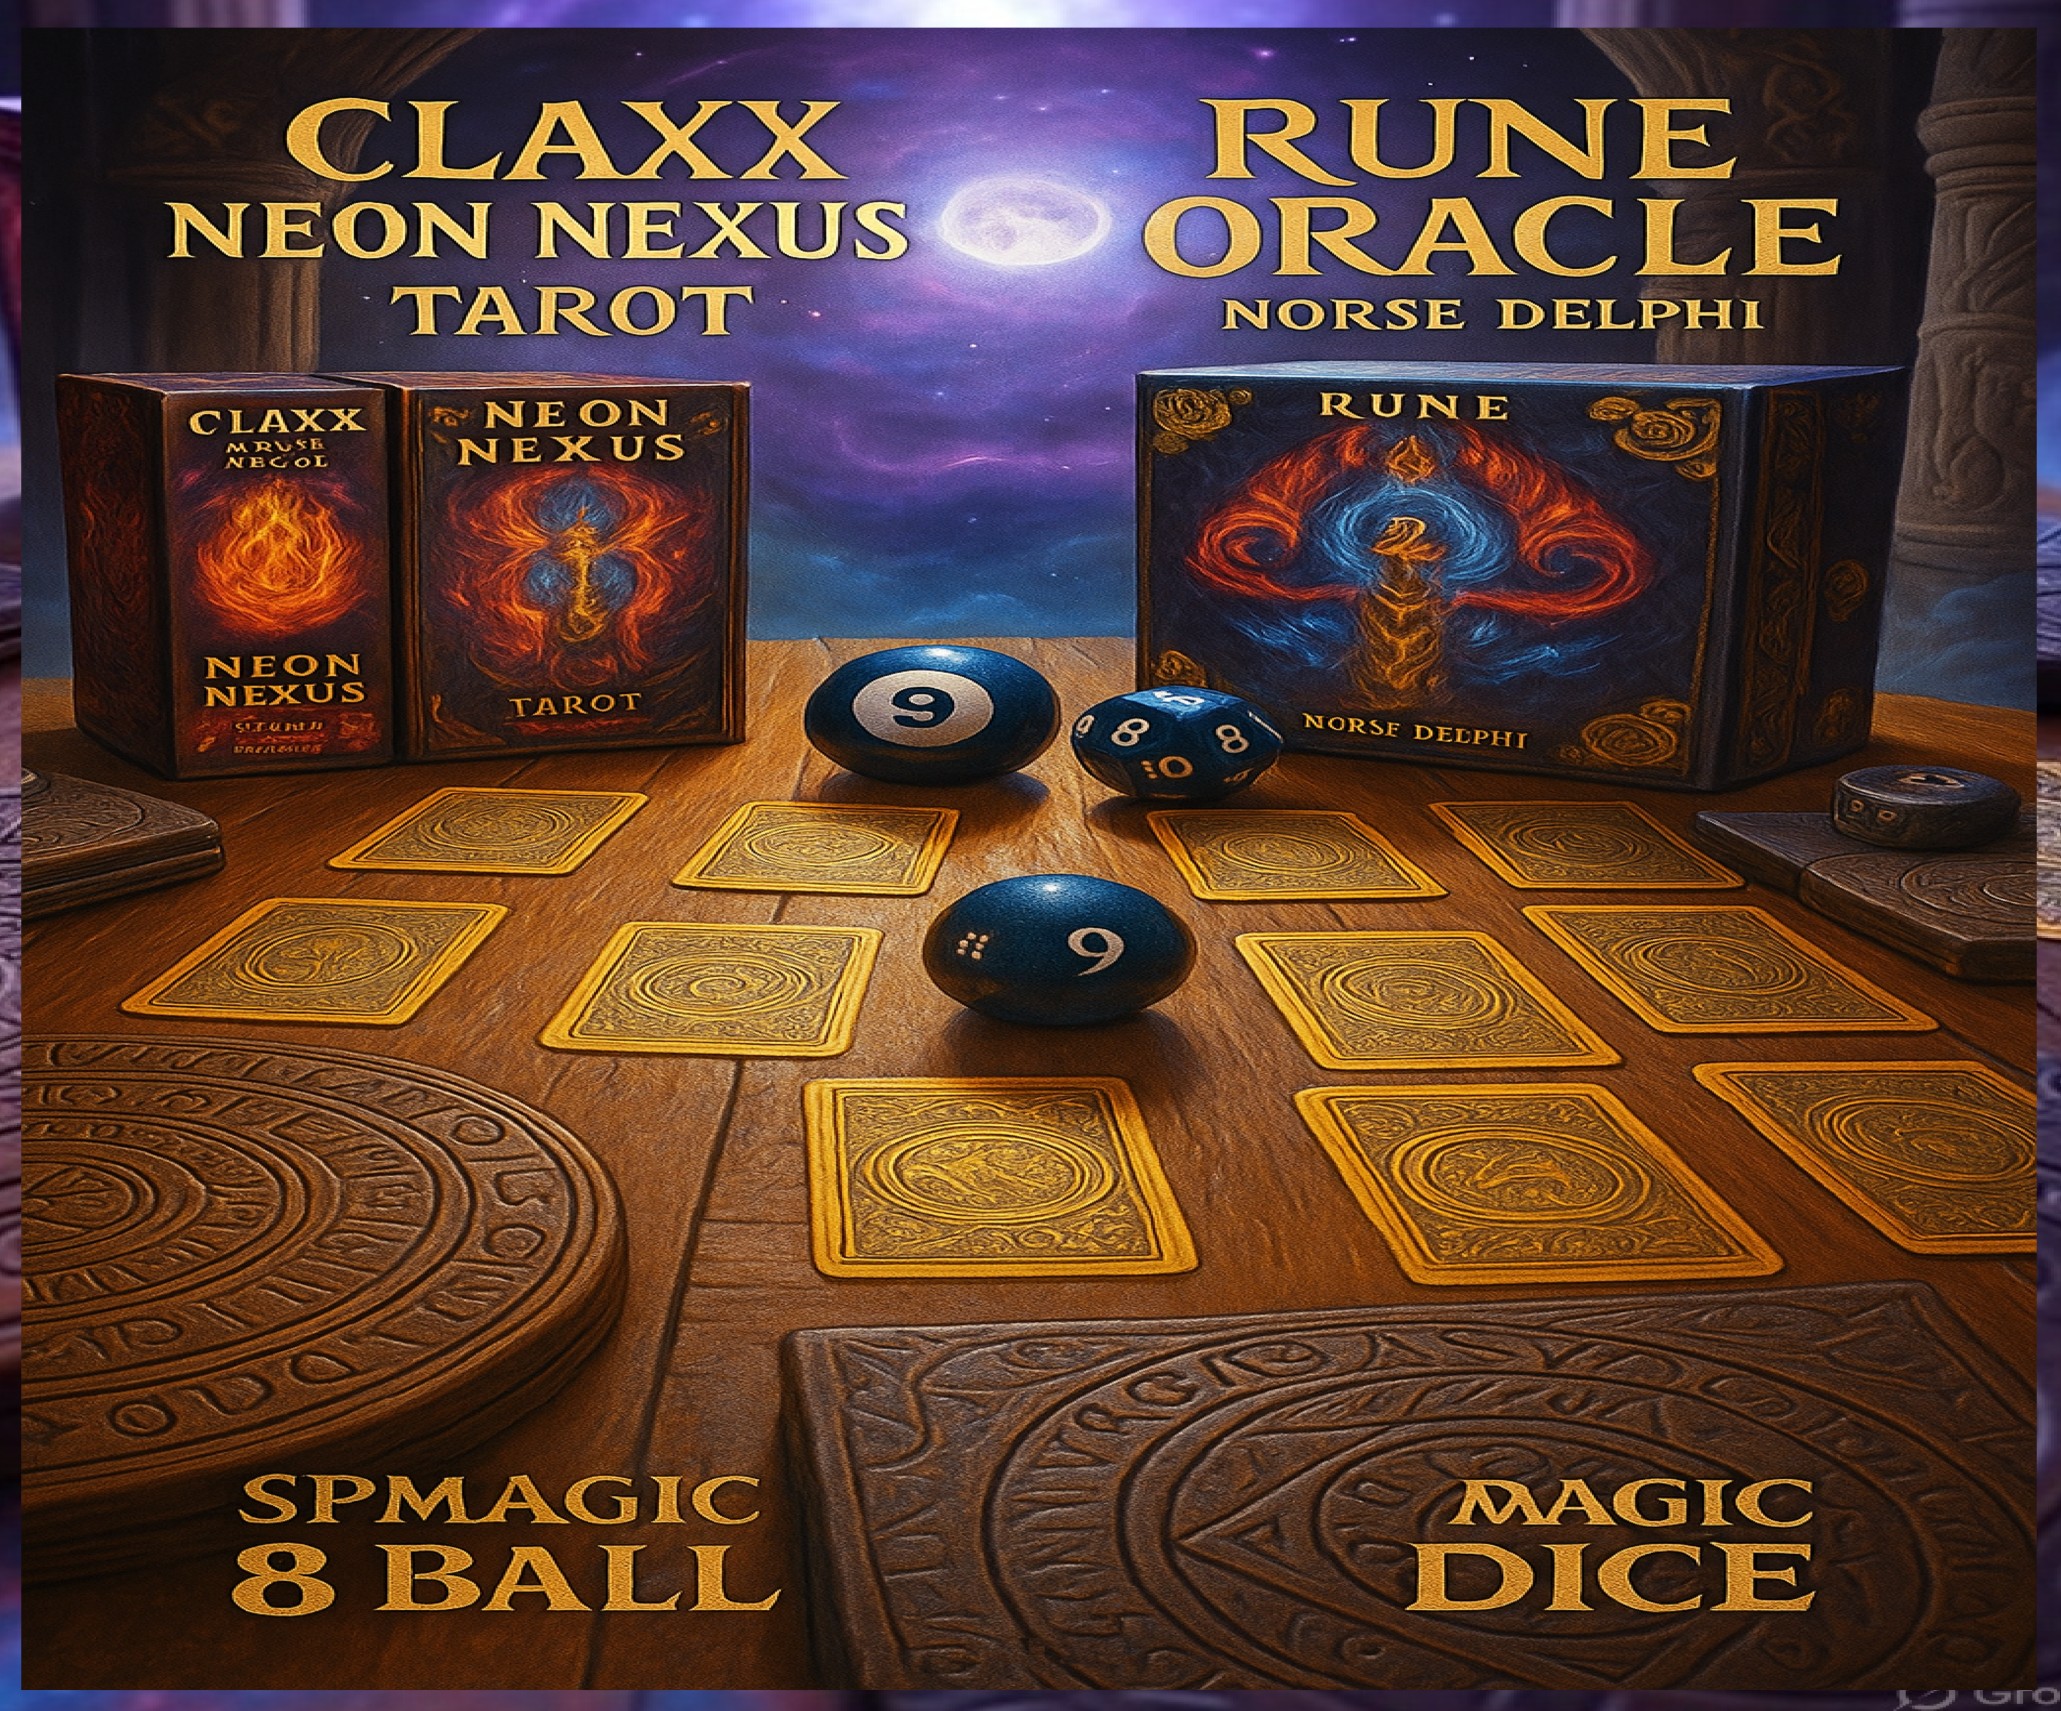 CLAXX
NEON NEXUS
TAROT
RUNE
ORACLE
NORSE DELPHI
CLAXX
NEON
NEXUS
NEON
NEXUS
TAROT
RUNE
NORSE DELPHI
9
8
8
9
SPMAGIC
8 BALL
MAGIC
DICE
Gro